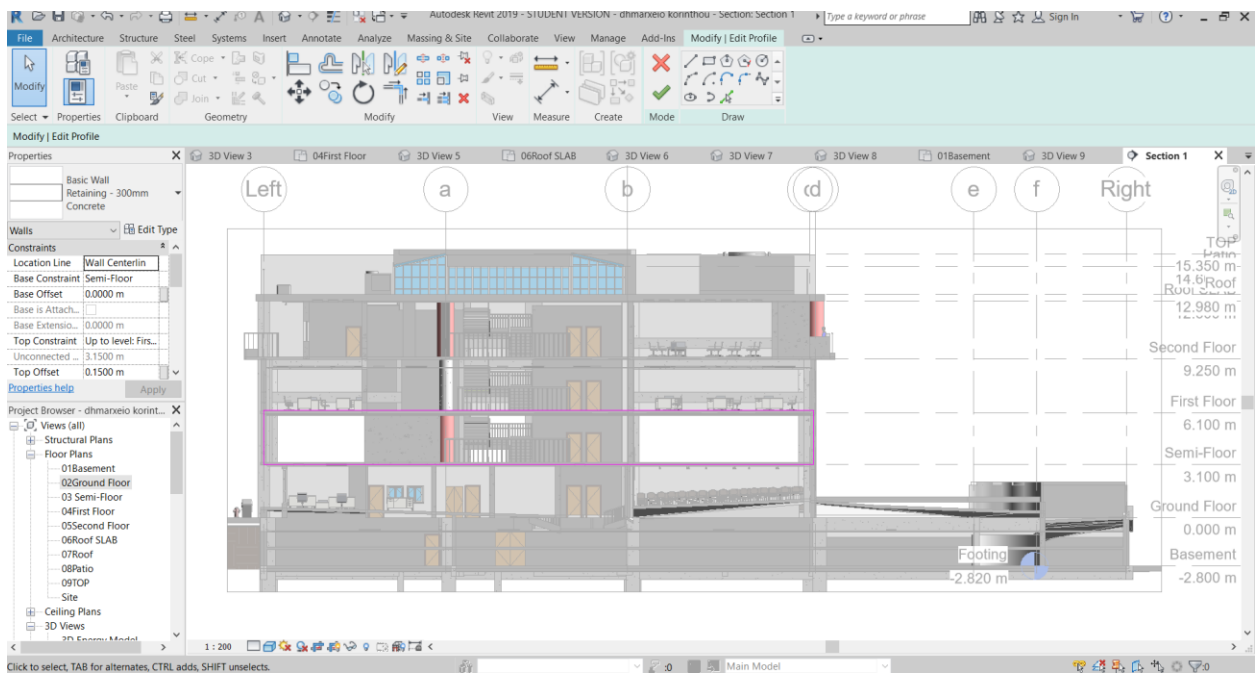 Autodesk Revit 2019 - STUDENT VERSION - dhmarxeio korinthou - Section: Section 1
Type a keyword or phrase
Sign In
File Architecture Structure Steel Systems Insert Annotate Analyze Massing & Site Collaborate View Manage Add-Ins Modify | Edit Profile
Modify
Paste
Cope
Cut
Join
Select Properties Clipboard Geometry Modify View Measure Create Mode Draw
Modify | Edit Profile
Properties
3D View 3 04First Floor 3D View 5 06Roof SLAB 3D View 6 3D View 7 3D View 8 01Basement 3D View 9 Section 1
Basic Wall
Retaining - 300mm
Concrete
Walls Edit Type
Constraints
Location Line Wall Centerlin
Base Constraint Semi-Floor
Base Offset 0.0000 m
Base is Attach...
Base Extensio... 0.0000 m
Top Constraint Up to level: Firs...
Unconnected ... 3.1500 m
Top Offset 0.1500 m
Properties help Apply
Project Browser - dhmarxeio korint...
Views (all)
Structural Plans
Floor Plans
01Basement
02Ground Floor
03 Semi-Floor
04First Floor
05Second Floor
06Roof SLAB
07Roof
08Patio
09TOP
Site
Ceiling Plans
3D Views
3D Energy Model
Left a b d e f Right
TOP
Patio
15.350 m
Roof
12.980 m
Second Floor
9.250 m
First Floor
6.100 m
Semi-Floor
3.100 m
Ground Floor
0.000 m
Footing
-2.820 m
Basement
-2.800 m
1 : 200
Click to select, TAB for alternates, CTRL adds, SHIFT unselects.
:0
Main Model
:0